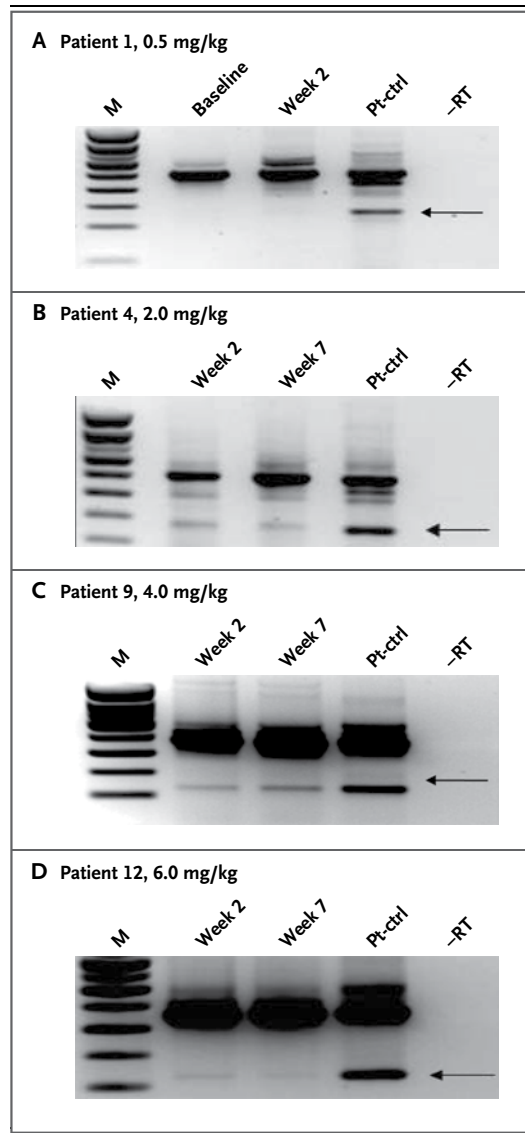 A Patient 1, 0.5 mg/kg
M Baseline Week 2 Pt-ctrl –RT
B Patient 4, 2.0 mg/kg
M Week 2 Week 7 Pt-ctrl –RT
C Patient 9, 4.0 mg/kg
M Week 2 Week 7 Pt-ctrl –RT
D Patient 12, 6.0 mg/kg
M Week 2 Week 7 Pt-ctrl –RT